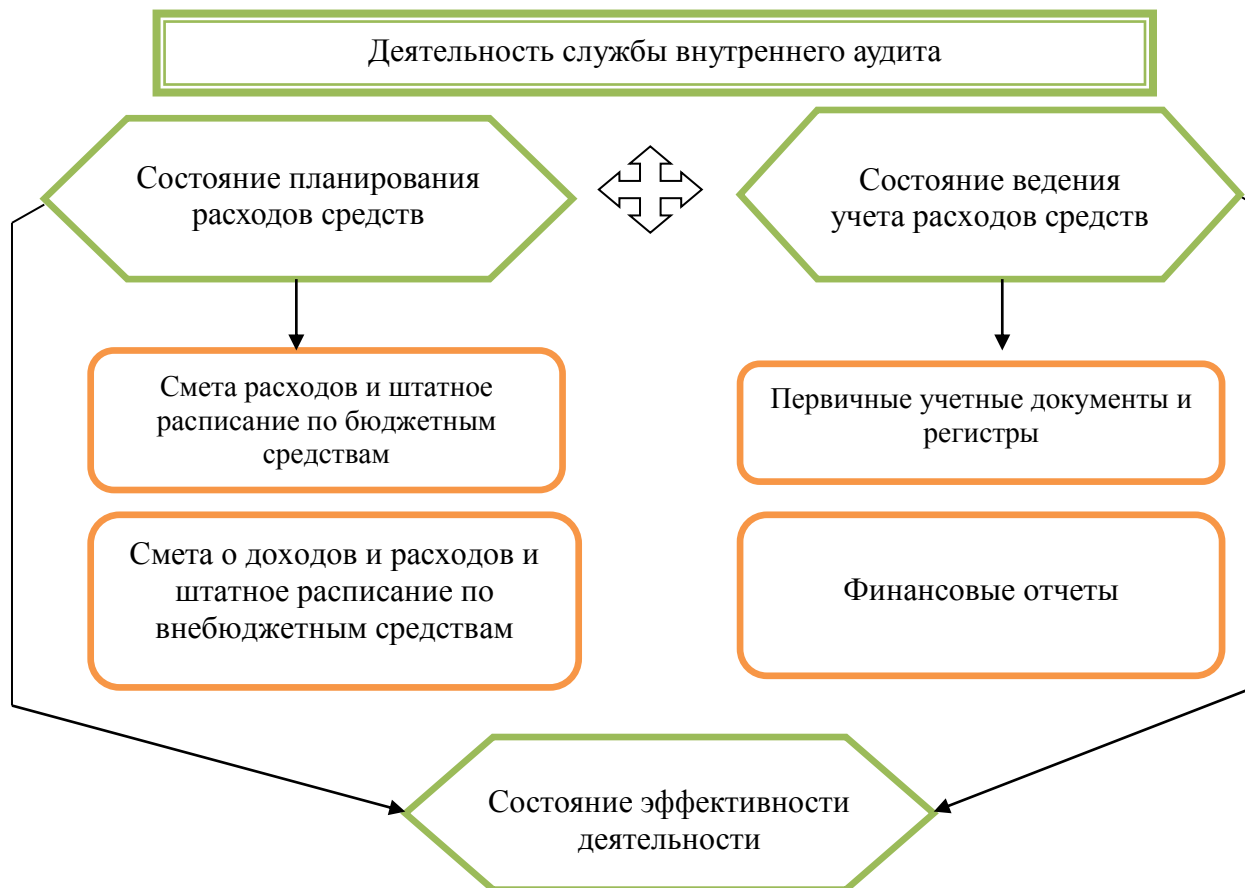 Деятельность службы внутреннего аудита
Состояние планирования
расходов средств
Состояние ведения
учета расходов средств
Смета расходов и штатное
расписание по бюджетным
средствам
Первичные учетные документы и
регистры
Смета о доходов и расходов и
штатное расписание по
внебюджетным средствам
Финансовые отчеты
Состояние эффективности
деятельности